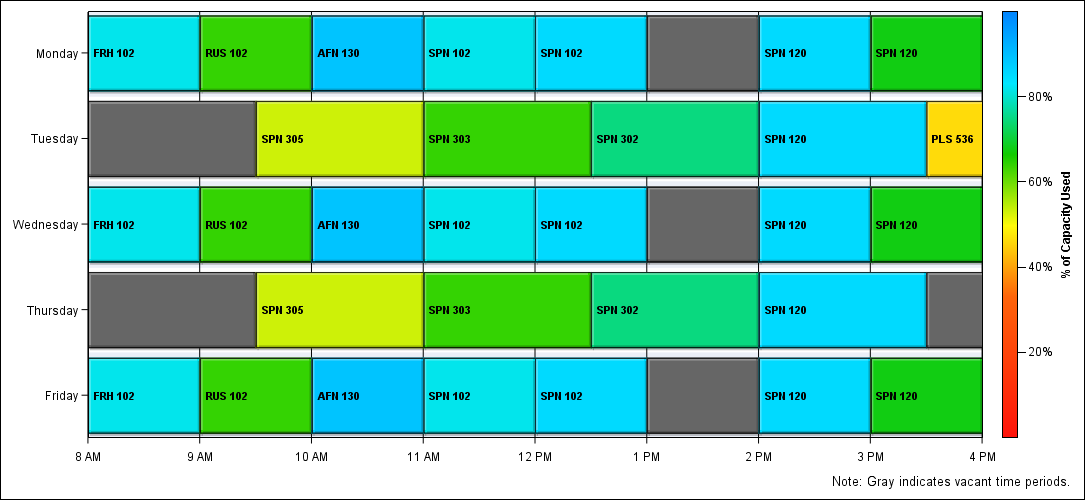 Monday FRH 102 RUS 102 AFN 130 SPN 102 SPN 102 SPN 120 SPN 120
80%
Tuesday SPN 305 SPN 303 SPN 302 SPN 120 PLS 536
60%
% of Capacity Used
Wednesday FRH 102 RUS 102 AFN 130 SPN 102 SPN 102 SPN 120 SPN 120
40%
Thursday SPN 305 SPN 303 SPN 302 SPN 120
20%
Friday FRH 102 RUS 102 AFN 130 SPN 102 SPN 102 SPN 120 SPN 120
8 AM 9 AM 10 AM 11 AM 12 PM 1 PM 2 PM 3 PM 4 PM
Note: Gray indicates vacant time periods.